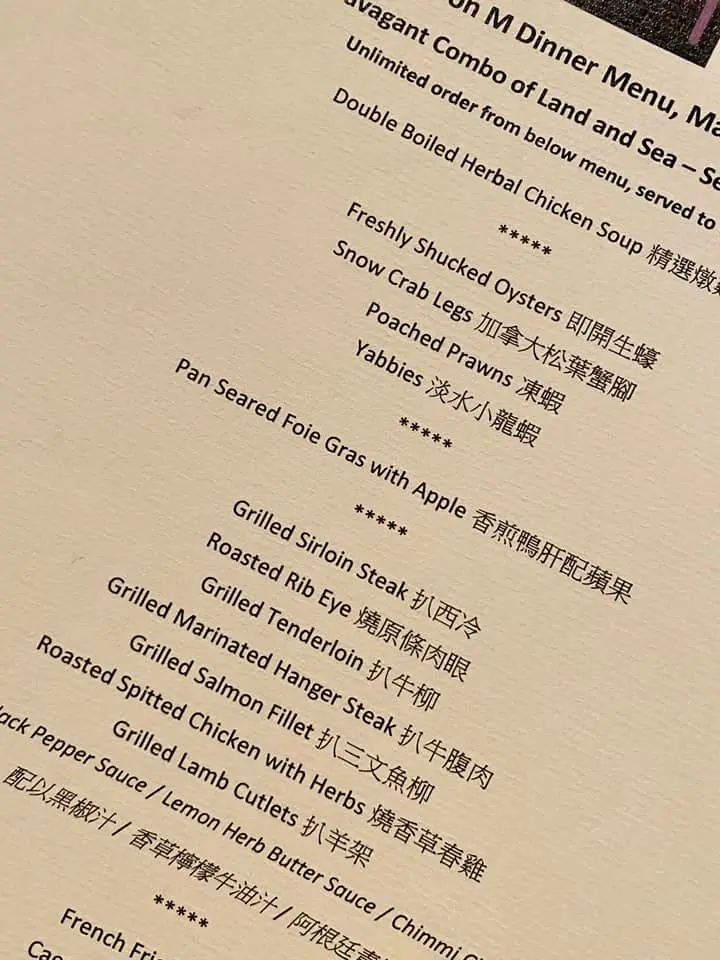 M Dinner Menu,
Combo of Land and Sea –
Unlimited order from below menu, served to
Double Boiled Herbal Chicken Soup 精選燉
*****
Freshly Shucked Oysters 即開生蠔
Snow Crab Legs 加拿大松葉蟹腳
Poached Prawns 凍蝦
Yabbies 淡水小龍蝦
*****
Pan Seared Foie Gras with Apple 香煎鴨肝配蘋果
*****
Grilled Sirloin Steak 扒西冷
Roasted Rib Eye 燒原條肉眼
Grilled Tenderloin 扒牛柳
Grilled Marinated Hanger Steak 扒牛腹肉
Grilled Salmon Fillet 扒三文魚柳
Roasted Spitted Chicken with Herbs 燒香草春雞
Grilled Lamb Cutlets 扒羊架
Pepper Sauce / Lemon Herb Butter Sauce / Chimmi
配以黑椒汁 / 香草檸檬牛油汁 / 阿根廷
*****
French